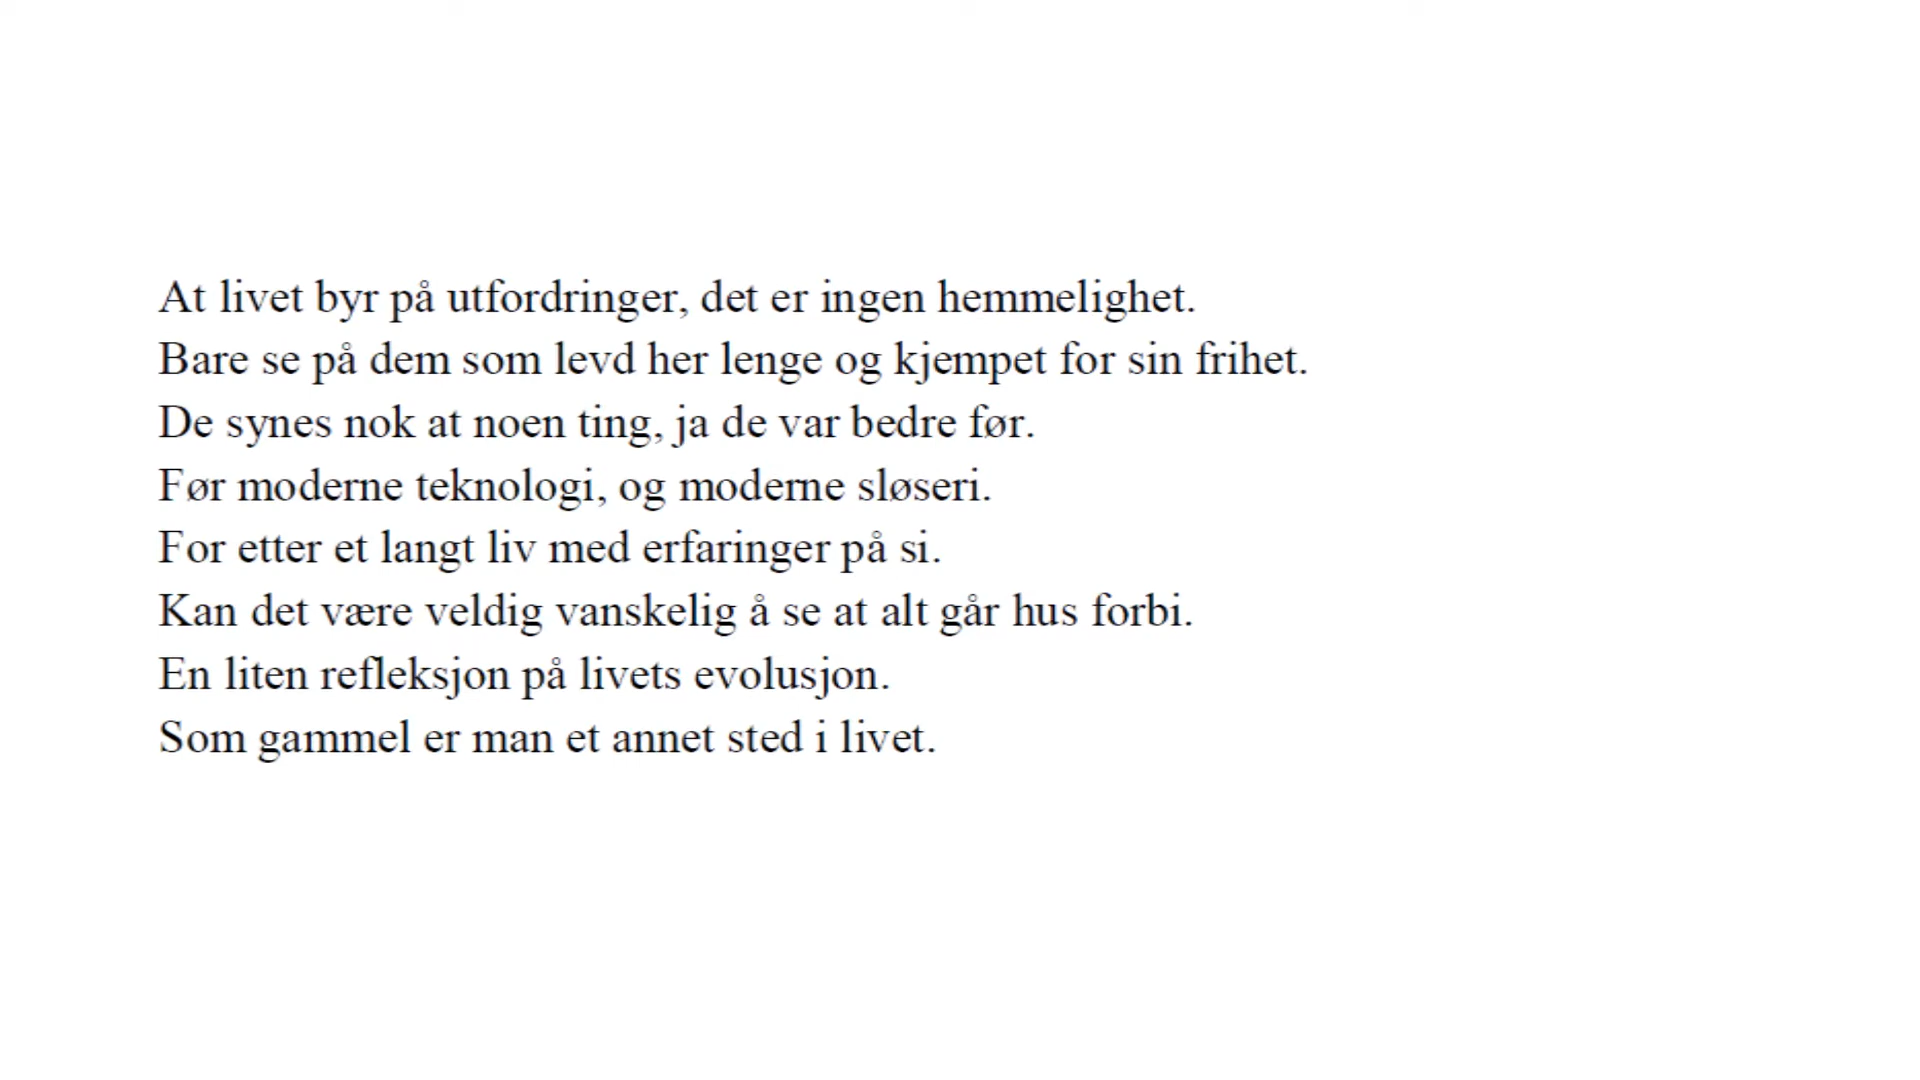 At livet byr på utfordringer, det er ingen hemmelighet.
Bare se på dem som levd her lenge og kjempet for sin frihet.
De synes nok at noen ting, ja de var bedre før.
Før moderne teknologi, og moderne sløseri.
For etter et langt liv med erfaringer på si.
Kan det være veldig vanskelig å se at alt går hus forbi.
En liten refleksjon på livets evolusjon.
Som gammel er man et annet sted i livet.